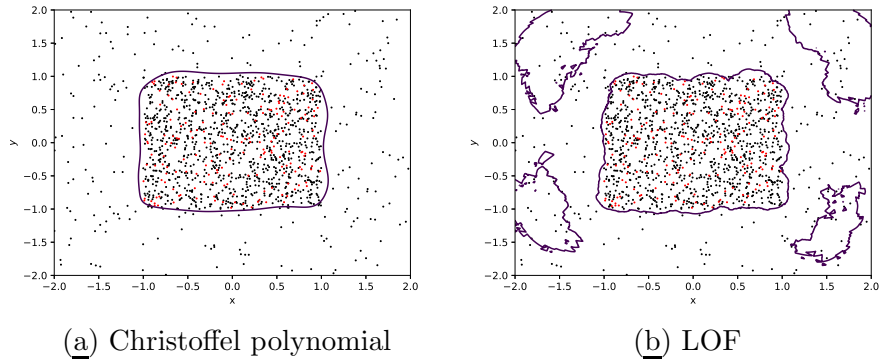 2.0 2.0
1.5 1.5
1.0 1.0
0.5 0.5
y 0.0 y 0.0
−0.5 −0.5
−1.0 −1.0
−1.5 −1.5
−2.0 −2.0
−2.0 −1.5 −1.0 −0.5 0.0 0.5 1.0 1.5 2.0 −2.0 −1.5 −1.0 −0.5 0.0 0.5 1.0 1.5 2.0
x x
(a) Christoffel polynomial (b) LOF